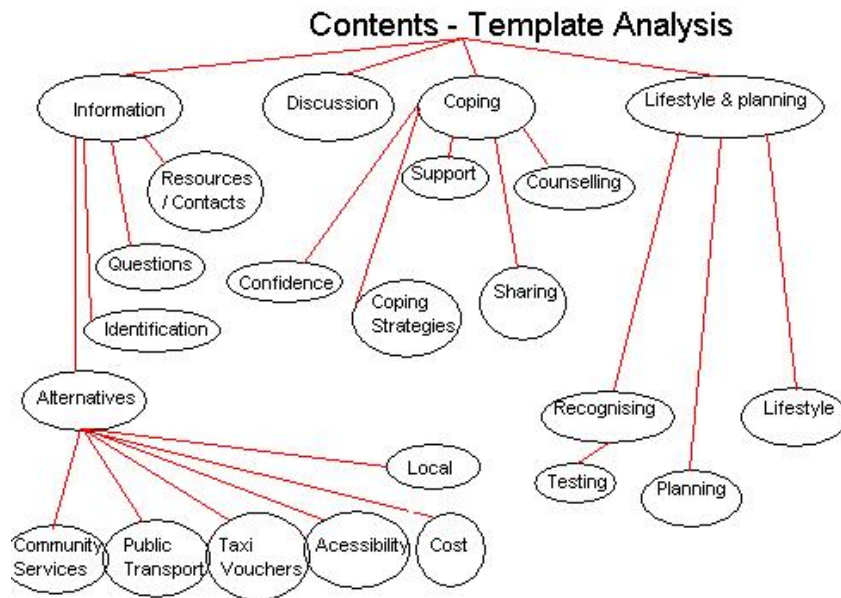 Contents - Template Analysis
Information
Discussion
Coping
Lifestyle & planning
Resources
/ Contacts
Support
Counselling
Questions
Confidence
Coping
Strategies
Sharing
Identification
Alternatives
Recognising
Lifestyle
Local
Testing
Planning
Community
Services
Public
Transport
Taxi
Vouchers
Acessibility
Cost